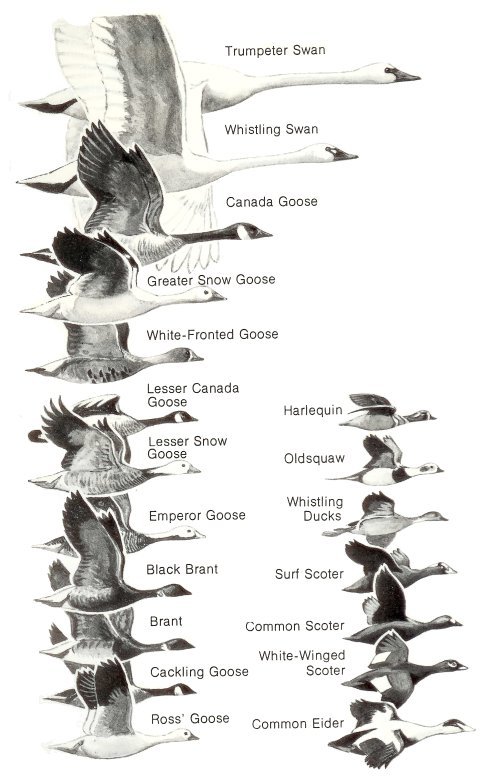 Trumpeter Swan
Whistling Swan
Canada Goose
Greater Snow Goose
White-Fronted Goose
Lesser Canada
Goose
Lesser Snow
Goose
Emperor Goose
Black Brant
Brant
Cackling Goose
Ross' Goose
Harlequin
Oldsquaw
Whistling
Ducks
Surf Scoter
Common Scoter
White-Winged
Scoter
Common Eider